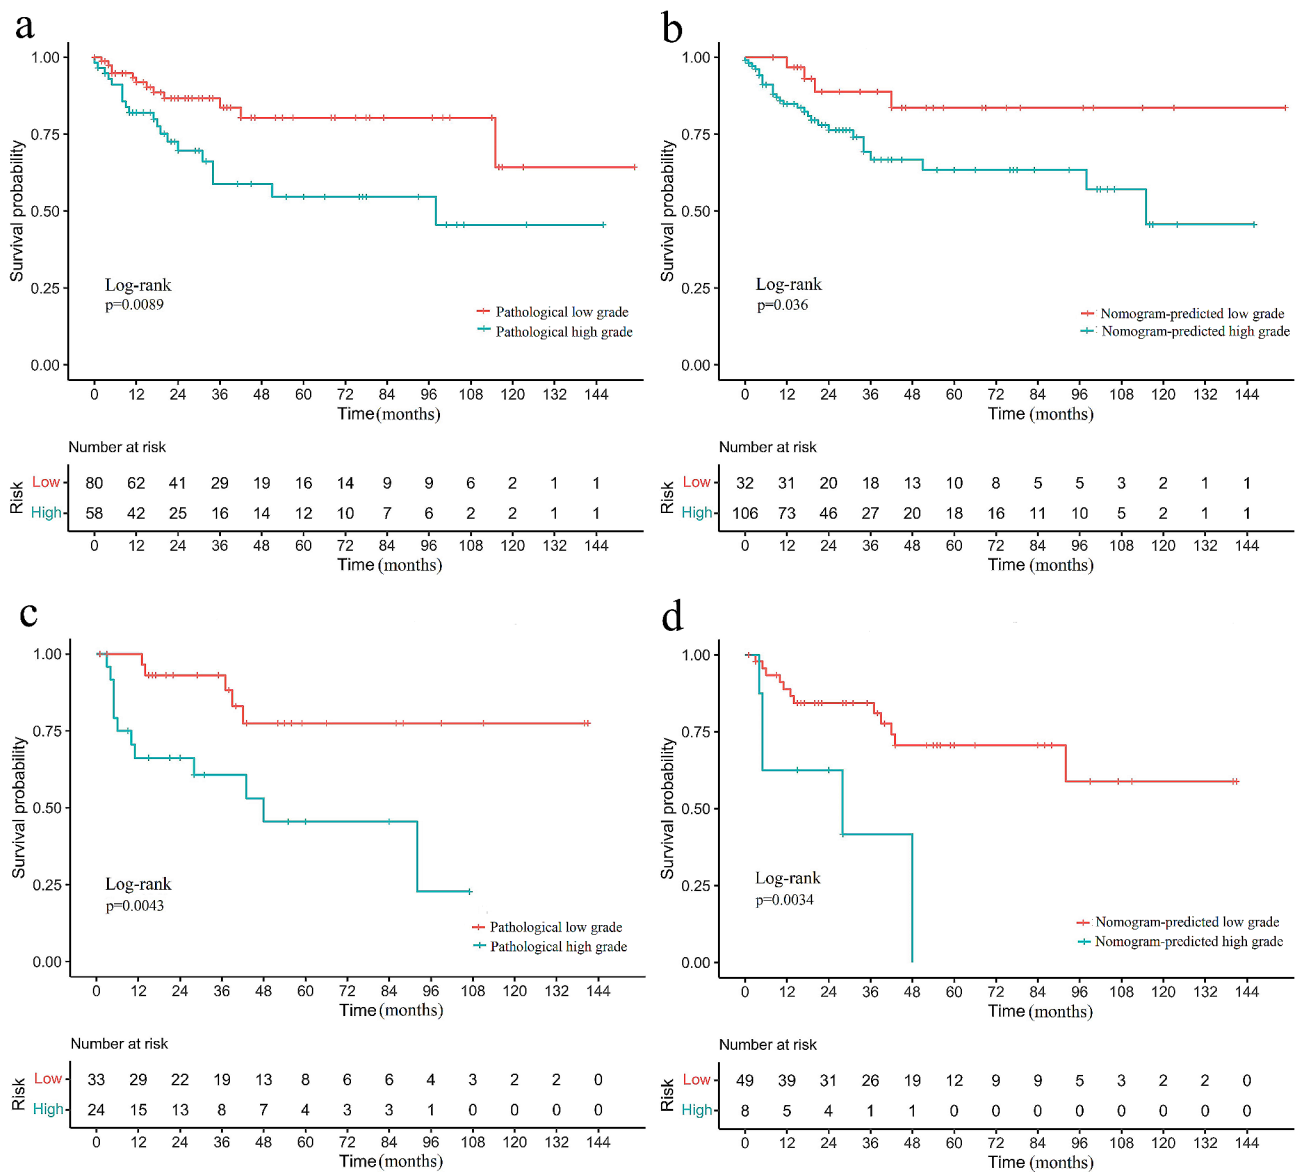 a
1.00
0.75
0.50
0.25
0.00
Survival probability
Log-rank
p=0.0089
Pathological low grade
Pathological high grade
0 12 24 36 48 60 72 84 96 108 120 132 144
Time (months)
Number at risk
Risk
Low 80 62 41 29 19 16 14 9 9 6 2 1 1
High 58 42 25 16 14 12 10 7 6 2 2 1 1
0 12 24 36 48 60 72 84 96 108 120 132 144
Time (months)
b
1.00
0.75
0.50
0.25
0.00
Survival probability
Log-rank
p=0.036
Nomogram-predicted low grade
Nomogram-predicted high grade
0 12 24 36 48 60 72 84 96 108 120 132 144
Time (months)
Number at risk
Risk
Low 32 31 20 18 13 10 8 5 5 3 2 1 1
High 106 73 46 27 20 18 16 11 10 5 2 1 1
0 12 24 36 48 60 72 84 96 108 120 132 144
Time (months)
c
1.00
0.75
0.50
0.25
0.00
Survival probability
Log-rank
p=0.0043
Pathological low grade
Pathological high grade
0 12 24 36 48 60 72 84 96 108 120 132 144
Time (months)
Number at risk
Risk
Low 33 29 22 19 13 8 6 6 4 3 2 2 0
High 24 15 13 8 7 4 3 3 1 0 0 0 0
0 12 24 36 48 60 72 84 96 108 120 132 144
Time (months)
d
1.00
0.75
0.50
0.25
0.00
Survival probability
Log-rank
p=0.0034
Nomogram-predicted low grade
Nomogram-predicted high grade
0 12 24 36 48 60 72 84 96 108 120 132 144
Time (months)
Number at risk
Risk
Low 49 39 31 26 19 12 9 9 5 3 2 2 0
High 8 5 4 1 1 0 0 0 0 0 0 0 0
0 12 24 36 48 60 72 84 96 108 120 132 144
Time (months)